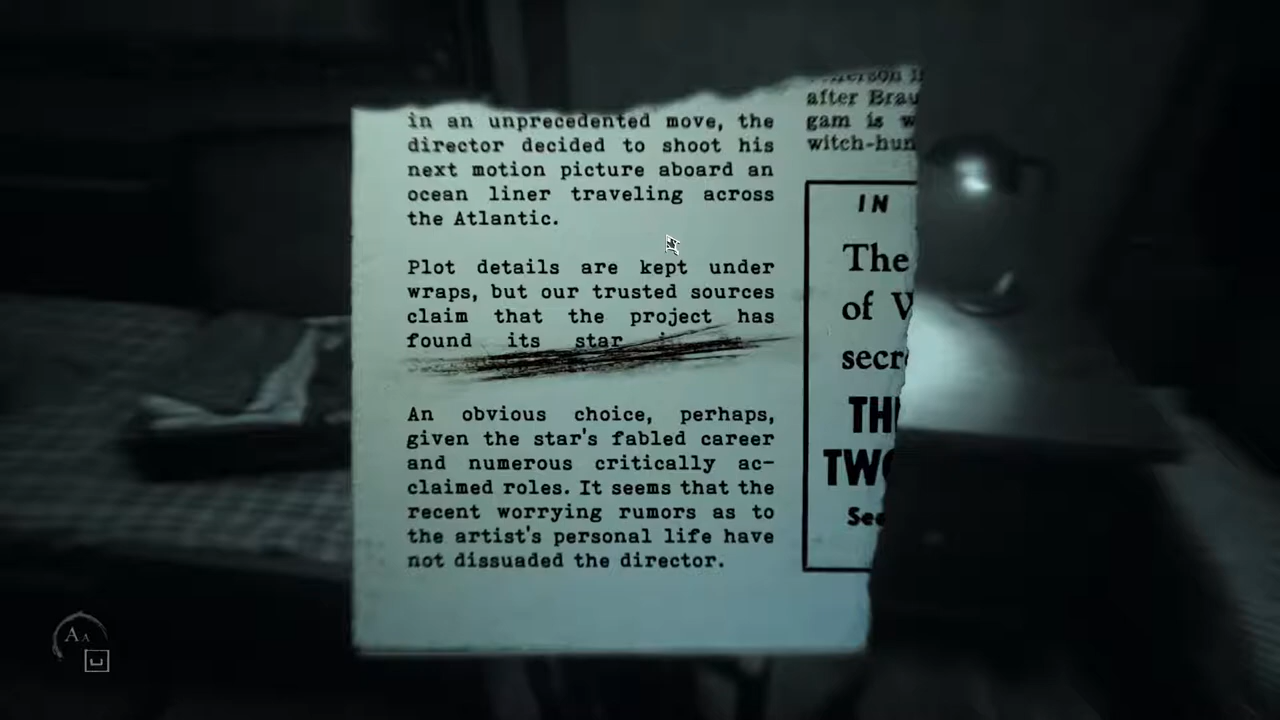 in an unprecedented move, the
director decided to shoot his
next motion picture aboard an
ocean liner traveling across
the Atlantic.
Plot details are kept under
wraps, but our trusted sources
claim that the project has
found its star
An obvious choice, perhaps,
given the star's fabled career
and numerous critically ac-
claimed roles. It seems that the
recent worrying rumors as to
the artist's personal life have
not dissuaded the director.
after Brau
gam is w
witch-hun
IN
The
of
secr
TH
TWO
See
AA